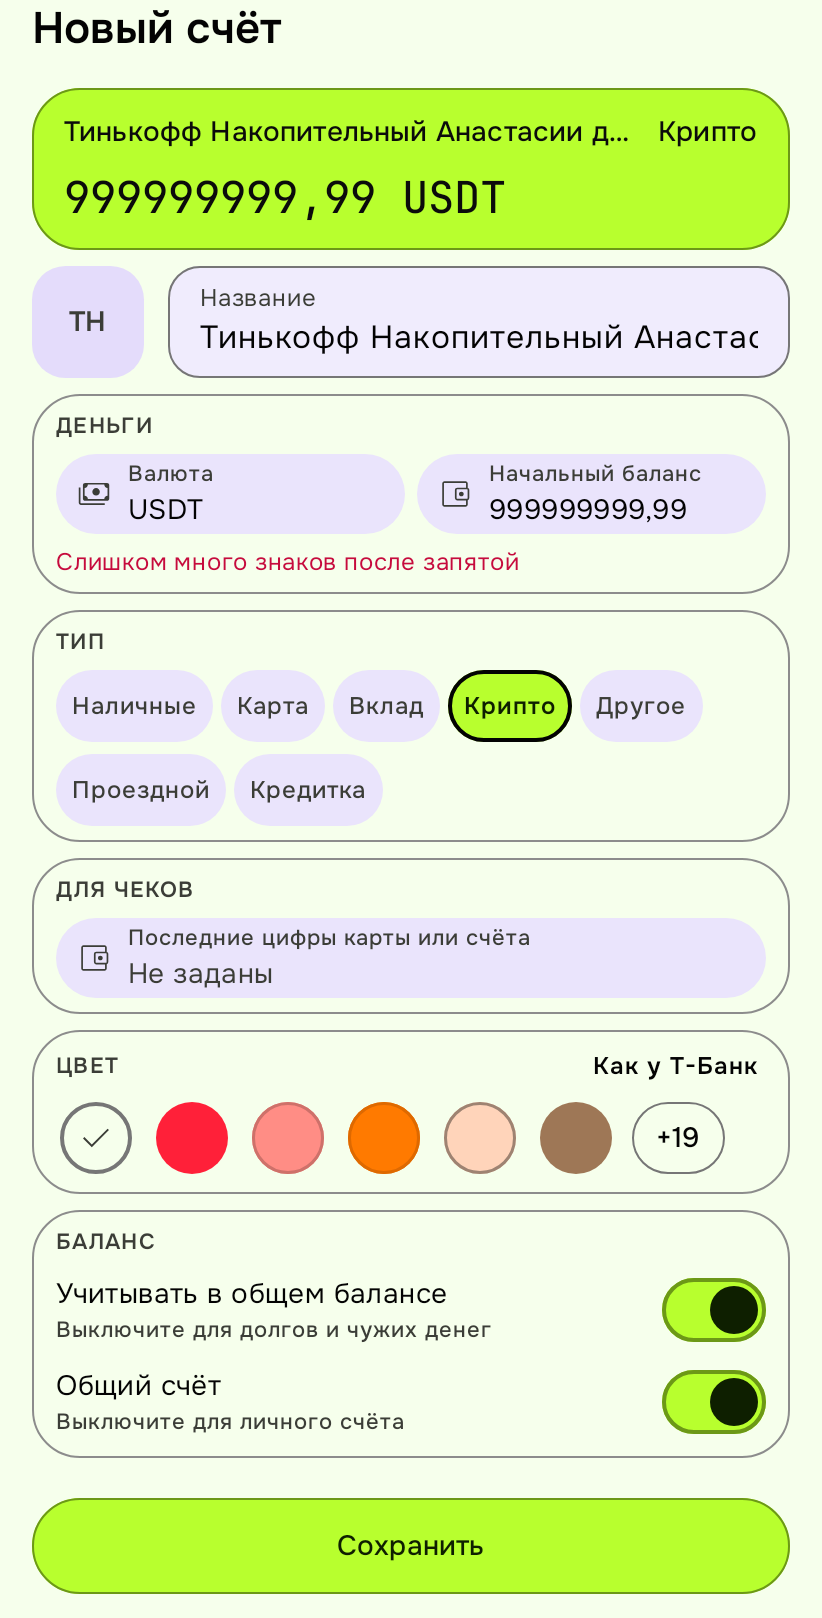 Новый счёт
Тинькофф Накопительный Анастасии д... Крипто
999999999,99 USDT
ТН
Название
Тинькофф Накопительный Анастас
ДЕНЬГИ
Валюта
USDT
Начальный баланс
999999999,99
Слишком много знаков после запятой
ТИП
Наличные Карта Вклад Крипто Другое
Проездной Кредитка
ДЛЯ ЧЕКОВ
Последние цифры карты или счёта
Не заданы
ЦВЕТ Как у Т-Банк
+19
БАЛАНС
Учитывать в общем балансе
Выключите для долгов и чужих денег
Общий счёт
Выключите для личного счёта
Сохранить